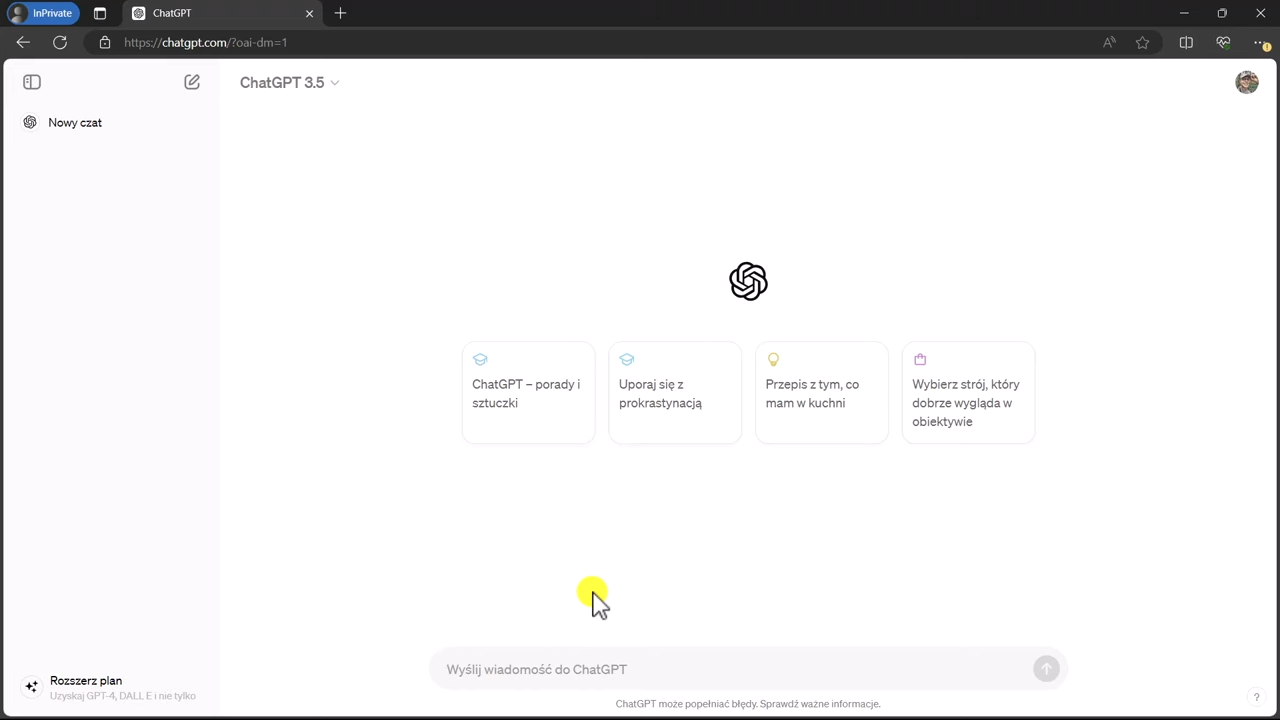 InPrivate
ChatGPT
https://chatgpt.com/?oai-dm=1
ChatGPT 3.5
Nowy czat
ChatGPT – porady i
sztuczki
Uporaj się z
prokrastynacją
Przepis z tym, co
mam w kuchni
Wybierz strój, który
dobrze wygląda w
obiektywie
Wyślij wiadomość do ChatGPT
Rozszerz plan
Uzyskaj GPT-4, DALL E i nie tylko
ChatGPT może popełniać błędy. Sprawdź ważne informacje.
?